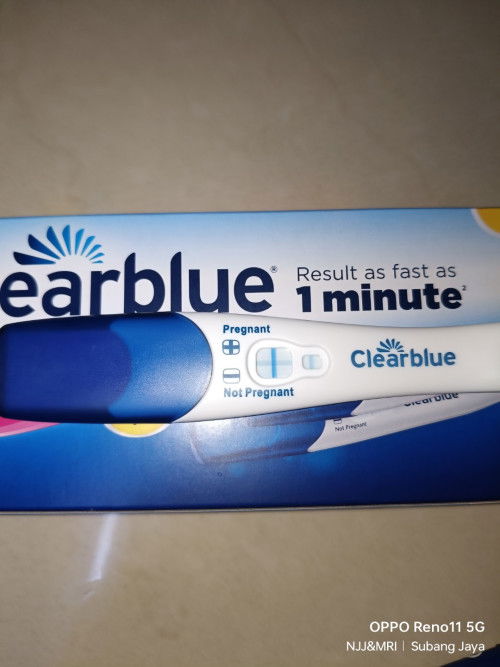 earblue®
Result as fast as
1 minute²
Pregnant
Clearblue
Not Pregnant
Clearblue
Not Pregnant
OPPO Reno11 5G
NJJ&MRI | Subang Jaya